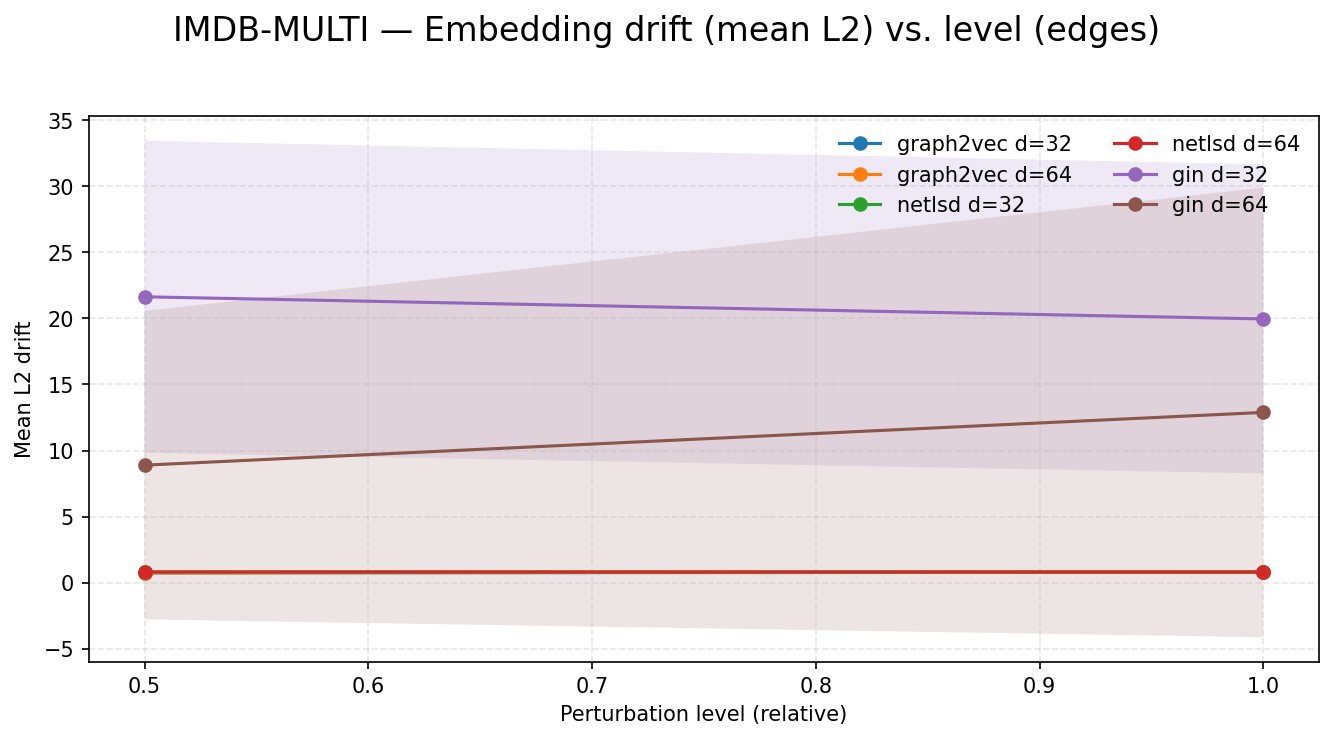 IMDB-MULTI — Embedding drift (mean L2) vs. level (edges)
35
30
25
20
15
10
5
0
−5
Mean L2 drift
graph2vec d=32
graph2vec d=64
netlsd d=32
netlsd d=64
gin d=32
gin d=64
0.5 0.6 0.7 0.8 0.9 1.0
Perturbation level (relative)